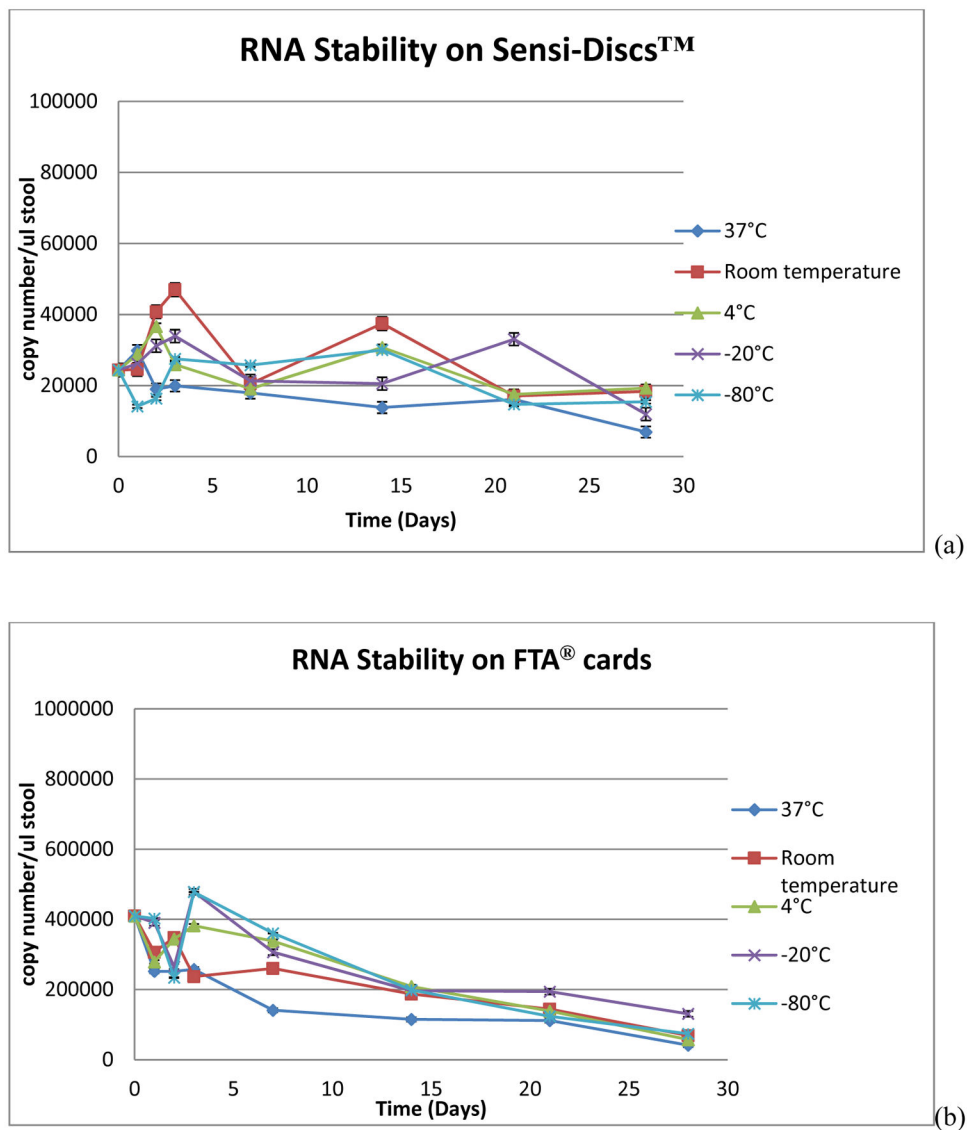 RNA Stability on Sensi-Discs™
100000
80000
60000
40000
20000
0
copy number/ul stool
0 5 10 15 20 25 30
Time (Days)
37°C
Room temperature
4°C
-20°C
-80°C
(a)
RNA Stability on FTA® cards
1000000
800000
600000
400000
200000
0
copy number/ul stool
0 5 10 15 20 25 30
Time (Days)
37°C
Room
temperature
4°C
-20°C
-80°C
(b)